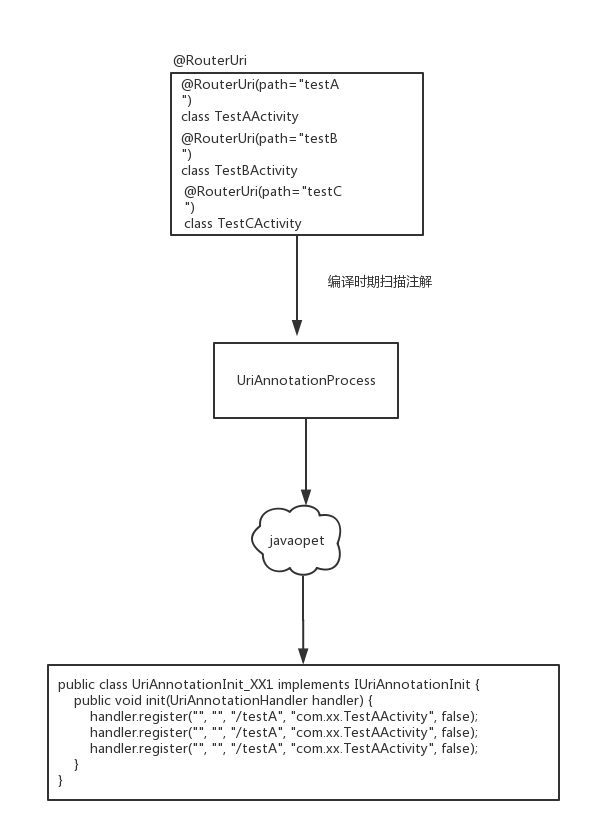 @RouterUri
@RouterUri(path="testA
")
class TestAActivity
@RouterUri(path="testB
")
class TestBActivity
@RouterUri(path="testC
")
class TestCActivity
编译时期扫描注解
UriAnnotationProcess
javaopet
public class UriAnnotationInit_XX1 implements IUriAnnotationInit {
public void init(UriAnnotationHandler handler) {
handler.register("", "", "/testA", "com.xx.TestAActivity", false);
handler.register("", "", "/testA", "com.xx.TestAActivity", false);
handler.register("", "", "/testA", "com.xx.TestAActivity", false);
}
}